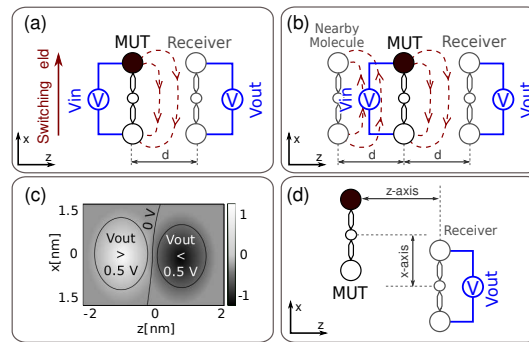 (a)
MUT
Receiver
Switching eld
Vin
V
V
Vout
x
z
d
(b)
Nearby
Molecule
MUT
Receiver
Vin
V
V
Vout
x
z
d
d
(c)
x[nm]
1.5
0
1.5
0 V
Vout
>
0.5 V
Vout
<
0.5 V
1
0
-1
-2
0
2
z[nm]
(d)
z-axis
Receiver
x-axis
V
Vout
MUT
x
z